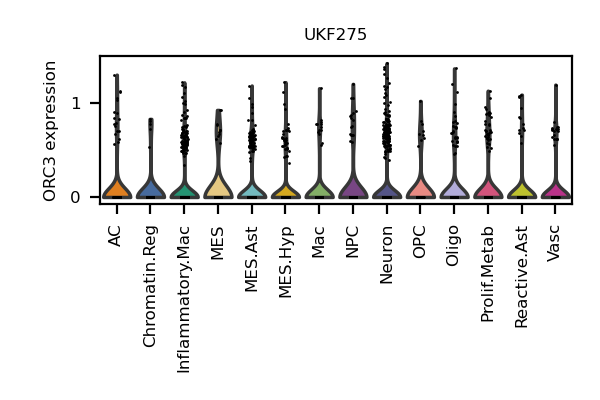 UKF275
ORC3 expression
1
0
AC
Chromatin.Reg
Inflammatory.Mac
MES
MES.Ast
MES.Hyp
Mac
NPC
Neuron
OPC
Oligo
Prolif.Metab
Reactive.Ast
Vasc